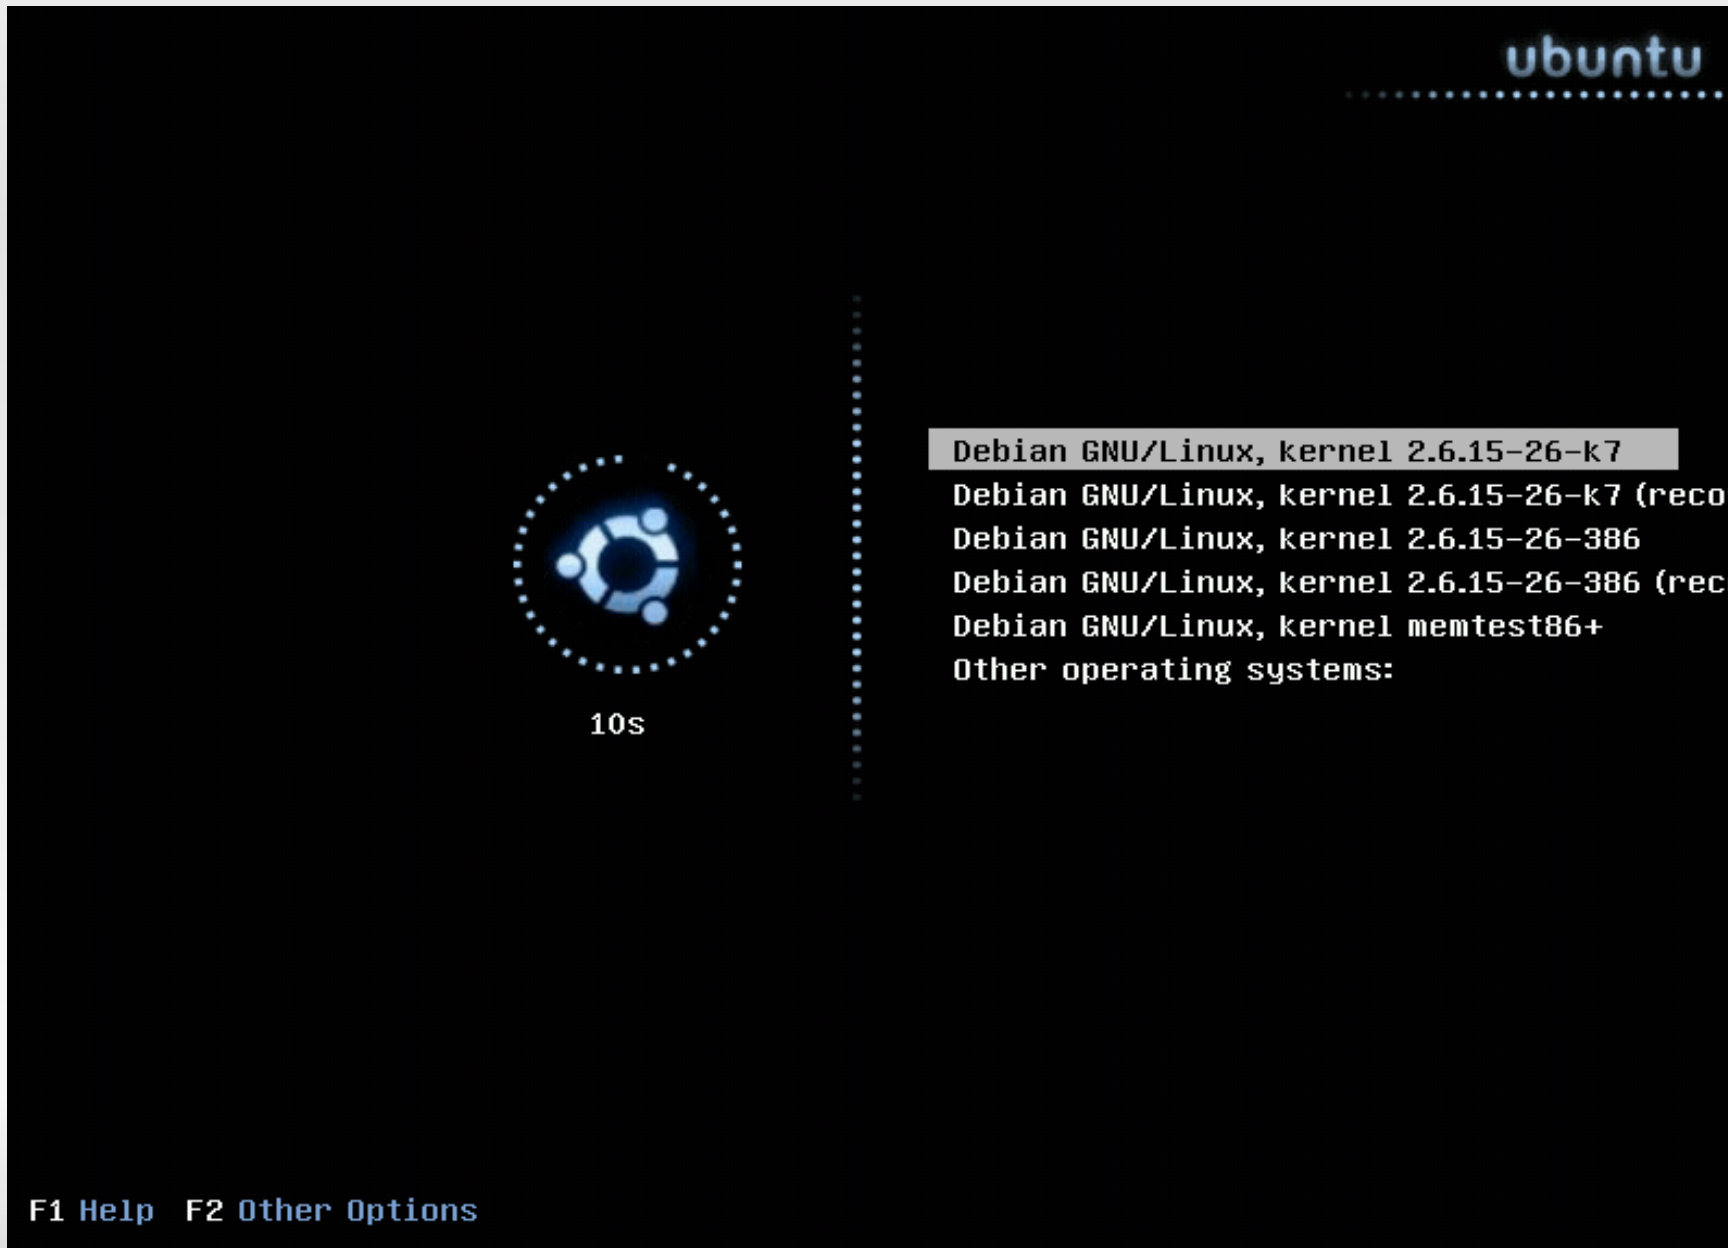 ubuntu
Debian GNU/Linux, kernel 2.6.15-26-k7
Debian GNU/Linux, kernel 2.6.15-26-k7 (reco
Debian GNU/Linux, kernel 2.6.15-26-386
Debian GNU/Linux, kernel 2.6.15-26-386 (rec
Debian GNU/Linux, kernel memtest86+
Other operating systems:
10s
F1 Help F2 Other Options